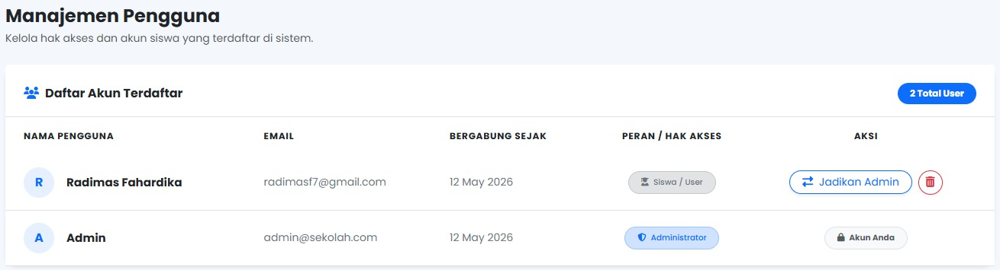 Manajemen Pengguna
Kelola hak akses dan akun siswa yang terdaftar di sistem.
Daftar Akun Terdaftar
2 Total User
NAMA PENGGUNA EMAIL BERGABUNG SEJAK PERAN / HAK AKSES AKSI
R Radimas Fahardika radimasf7@gmail.com 12 May 2026 Siswa / User Jadikan Admin
A Admin admin@sekolah.com 12 May 2026 Administrator Akun Anda